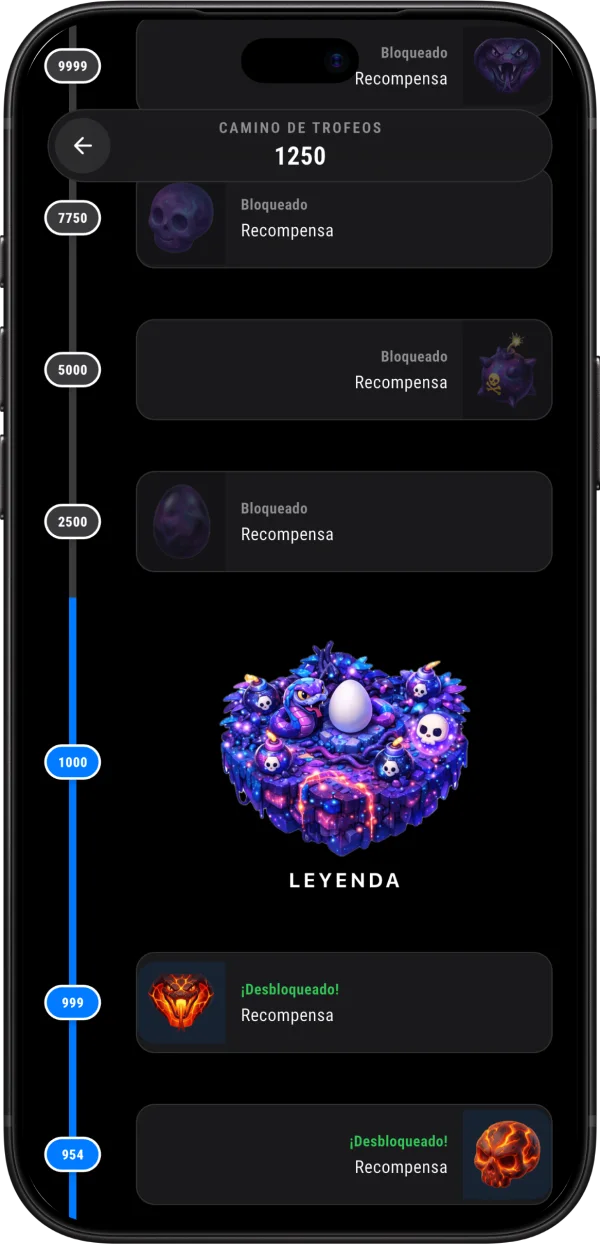 9999
Bloqueado
Recompensa
CAMINO DE TROFEOS
1250
7750
Bloqueado
Recompensa
5000
Bloqueado
Recompensa
2500
Bloqueado
Recompensa
1000
LEYENDA
999
¡Desbloqueado!
Recompensa
954
¡Desbloqueado!
Recompensa